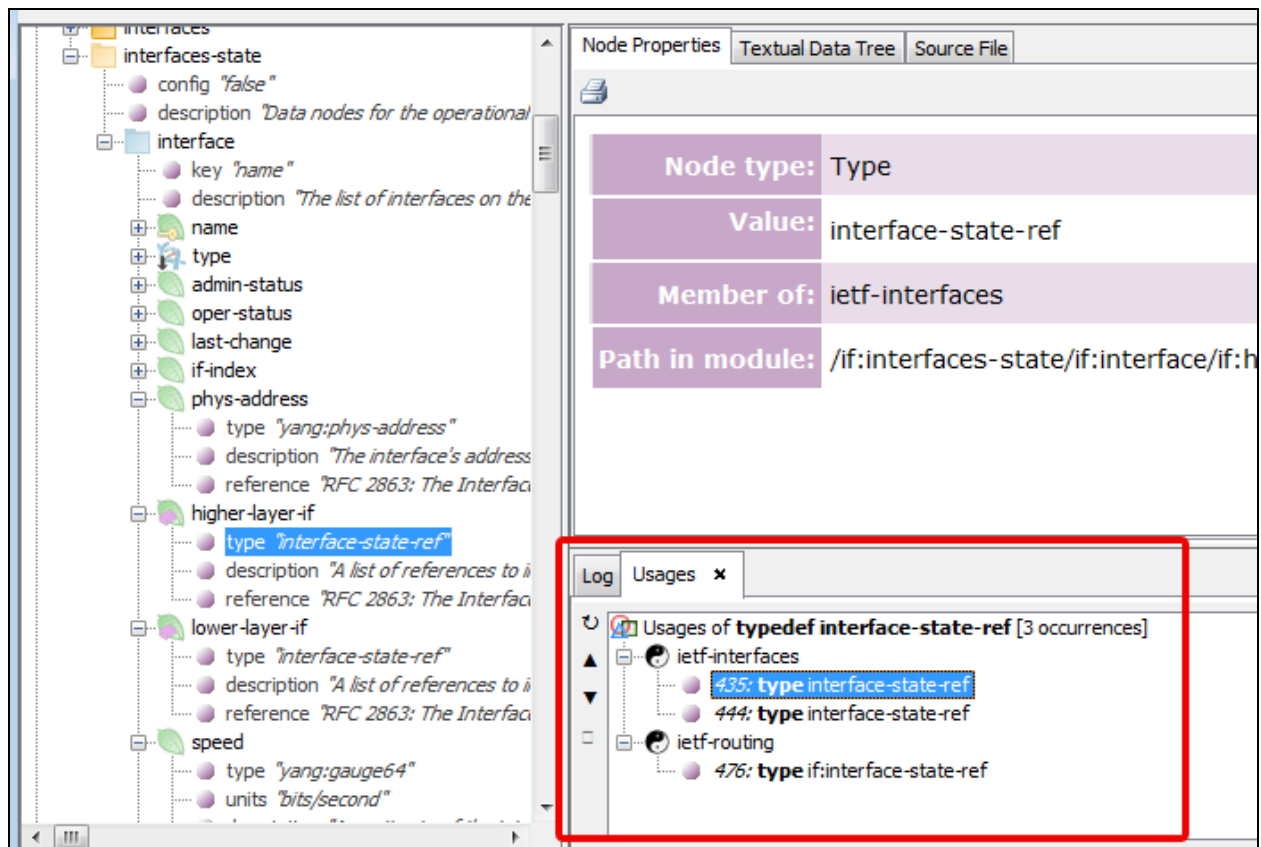 interfaces
interfaces-state
config "false"
description "Data nodes for the operational
interface
key "name"
description "The list of interfaces on the
name
type
admin-status
oper-status
last-change
if-index
phys-address
type "yang:phys-address"
description "The interface's address
reference "RFC 2863: The Interfac
higher-layer-if
type "interface-state-ref"
description "A list of references to i
reference "RFC 2863: The Interfac
lower-layer-if
type "interface-state-ref"
description "A list of references to i
reference "RFC 2863: The Interfac
speed
type "yang:gauge64"
units "bits/second"
Node Properties Textual Data Tree Source File
Node type: Type
Value: interface-state-ref
Member of: ietf-interfaces
Path in module: /if:interfaces-state/if:interface/if:h
Log Usages
Usages of typedef interface-state-ref [3 occurrences]
ietf-interfaces
435: type interface-state-ref
444: type interface-state-ref
ietf-routing
476: type if:interface-state-ref